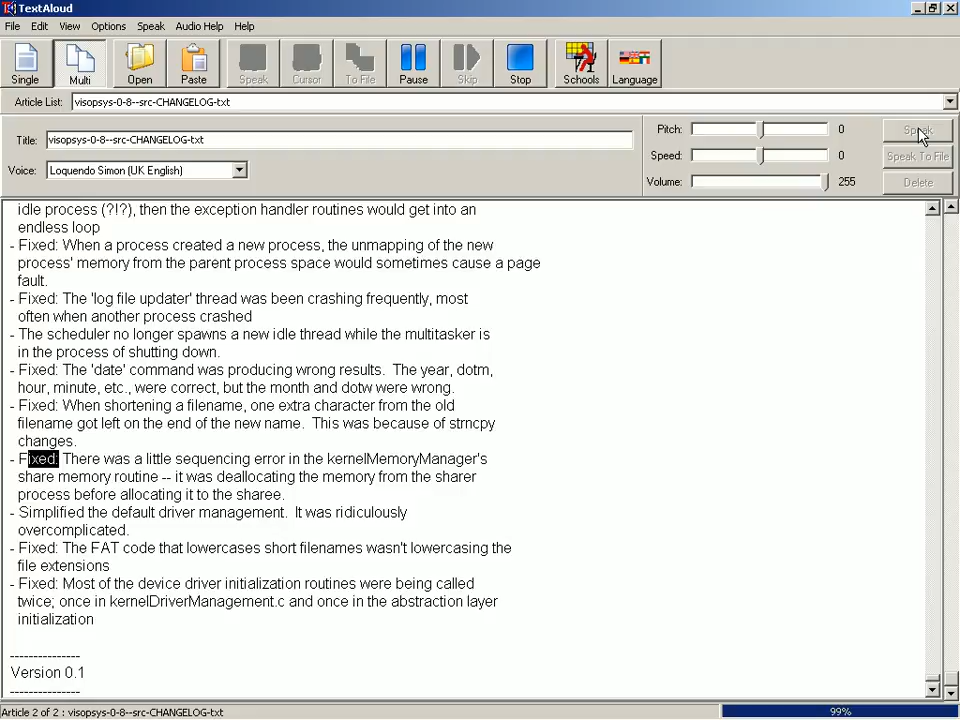 TextAloud
File Edit View Options Speak Audio Help Help
Single Multi Open Paste Speak Cursor To File Pause Skip Stop Schools Language
Article List: visopsys-0-8--src-CHANGELOG-txt
Title: visopsys-0-8--src-CHANGELOG-txt
Voice: Loquendo Simon (UK English)
Pitch: 0 Speak
Speed: 0 Speak To File
Volume: 255 Delete
idle process (?!?), then the exception handler routines would get into an
endless loop
- Fixed: When a process created a new process, the unmapping of the new
process' memory from the parent process space would sometimes cause a page
fault.
- Fixed: The 'log file updater' thread was been crashing frequently, most
often when another process crashed
- The scheduler no longer spawns a new idle thread while the multitasker is
in the process of shutting down.
- Fixed: The 'date' command was producing wrong results.  The year, dotm,
hour, minute, etc., were correct, but the month and dotw were wrong.
- Fixed: When shortening a filename, one extra character from the old
filename got left on the end of the new name.  This was because of strncpy
changes.
- Fixed: There was a little sequencing error in the kernelMemoryManager's
share memory routine -- it was deallocating the memory from the sharer
process before allocating it to the sharee.
- Simplified the default driver management.  It was ridiculously
overcomplicated.
- Fixed: The FAT code that lowercases short filenames wasn't lowercasing the
file extensions
- Fixed: Most of the device driver initialization routines were being called
twice; once in kernelDriverManagement.c and once in the abstraction layer
initialization
---------------
Version 0.1
---------------
Article 2 of 2 : visopsys-0-8--src-CHANGELOG-txt 99%